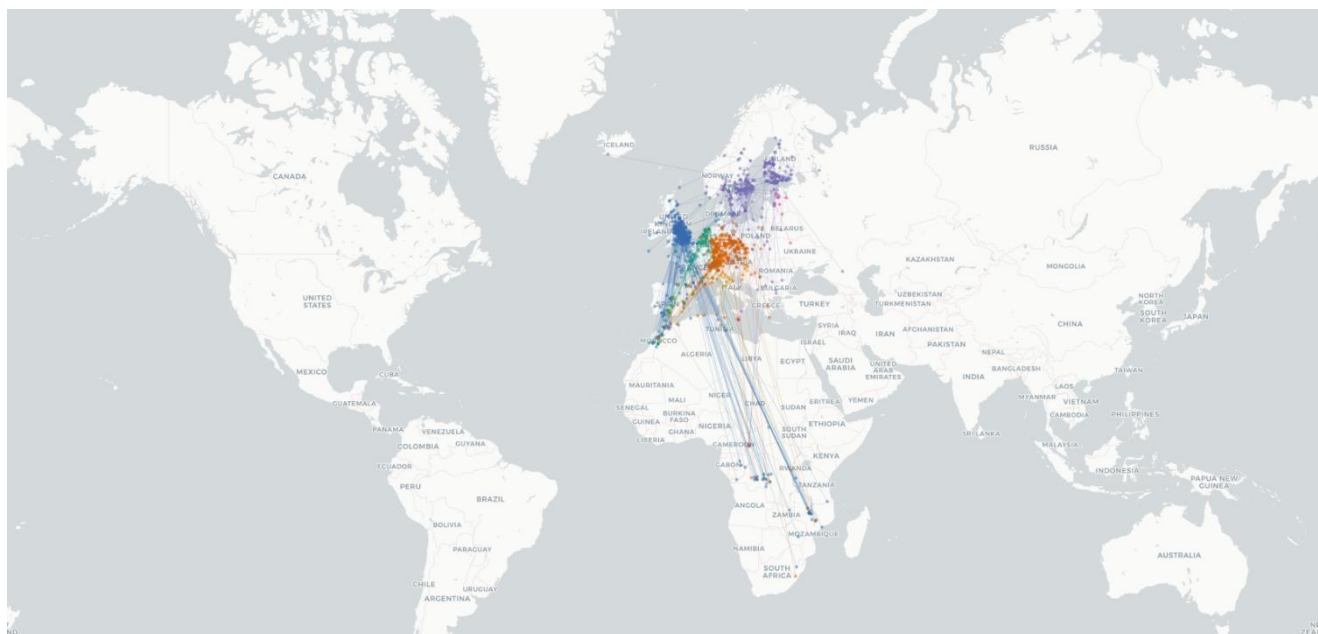 ICELAND
RUSSIA
CANADA
NORWAY
IRELAND
POLAND
BELARUS
UKRAINE
KAZAKHSTAN
MONGOLIA
ROMANIA
BULGARIA
UNITED
STATES
SPAIN
GREECE
TURKEY
UZBEKISTAN
TURKMENISTAN
NORTH
KOREA
SOUTH
KOREA
JAPAN
CHINA
TUNISIA
SYRIA
IRAQ
IRAN
AFGHANISTAN
MOROCCO
ISRAEL
PAKISTAN
ALGERIA
LIBYA
EGYPT
SAUDI
ARABIA
UNITED
ARAB
EMIRATES
NEPAL
MEXICO
CUBA
INDIA
BANGLADESH
TAIWAN
MAURITANIA
LAOS
MYANMAR
VIETNAM
GUATEMALA
MALI
NIGER
CHAD
SUDAN
ERITREA
YEMEN
CAMBODIA
PHILIPPINES
SENEGAL
BURKINA
FASO
GUINEA
NIGERIA
SOUTH
SUDAN
ETHIOPIA
PANAMA
VENEZUELA
GUYANA
GHANA
LIBERIA
SRI LANKA
COLOMBIA
CAMEROON
MALAYSIA
KENYA
ECUADOR
GABON
RWANDA
INDONESIA
PERU
BRAZIL
TANZANIA
PAPUA NEW
GUINEA
ANGOLA
ZAMBIA
BOLIVIA
MOZAMBIQUE
PARAGUAY
NAMIBIA
AUSTRALIA
SOUTH
AFRICA
CHILE
URUGUAY
ARGENTINA